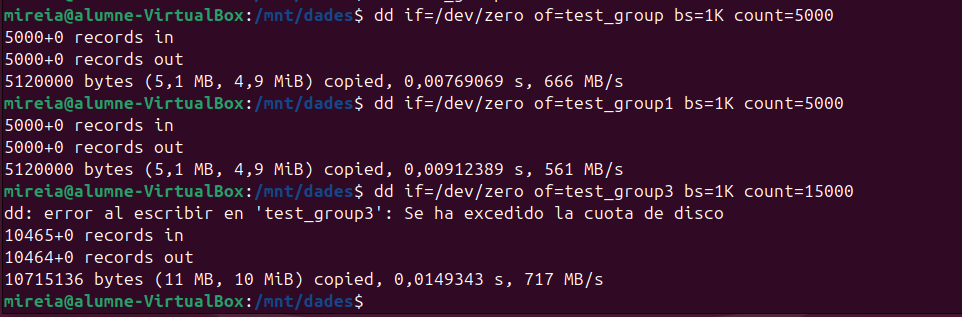 mireia@alumne-VirtualBox:/mnt/dades$ dd if=/dev/zero of=test_group bs=1K count=5000
5000+0 records in
5000+0 records out
5120000 bytes (5,1 MB, 4,9 MiB) copied, 0,00769069 s, 666 MB/s
mireia@alumne-VirtualBox:/mnt/dades$ dd if=/dev/zero of=test_group1 bs=1K count=5000
5000+0 records in
5000+0 records out
5120000 bytes (5,1 MB, 4,9 MiB) copied, 0,00912389 s, 561 MB/s
mireia@alumne-VirtualBox:/mnt/dades$ dd if=/dev/zero of=test_group3 bs=1K count=15000
dd: error al escribir en 'test_group3': Se ha excedido la cuota de disco
10465+0 records in
10464+0 records out
10715136 bytes (11 MB, 10 MiB) copied, 0,0149343 s, 717 MB/s
mireia@alumne-VirtualBox:/mnt/dades$